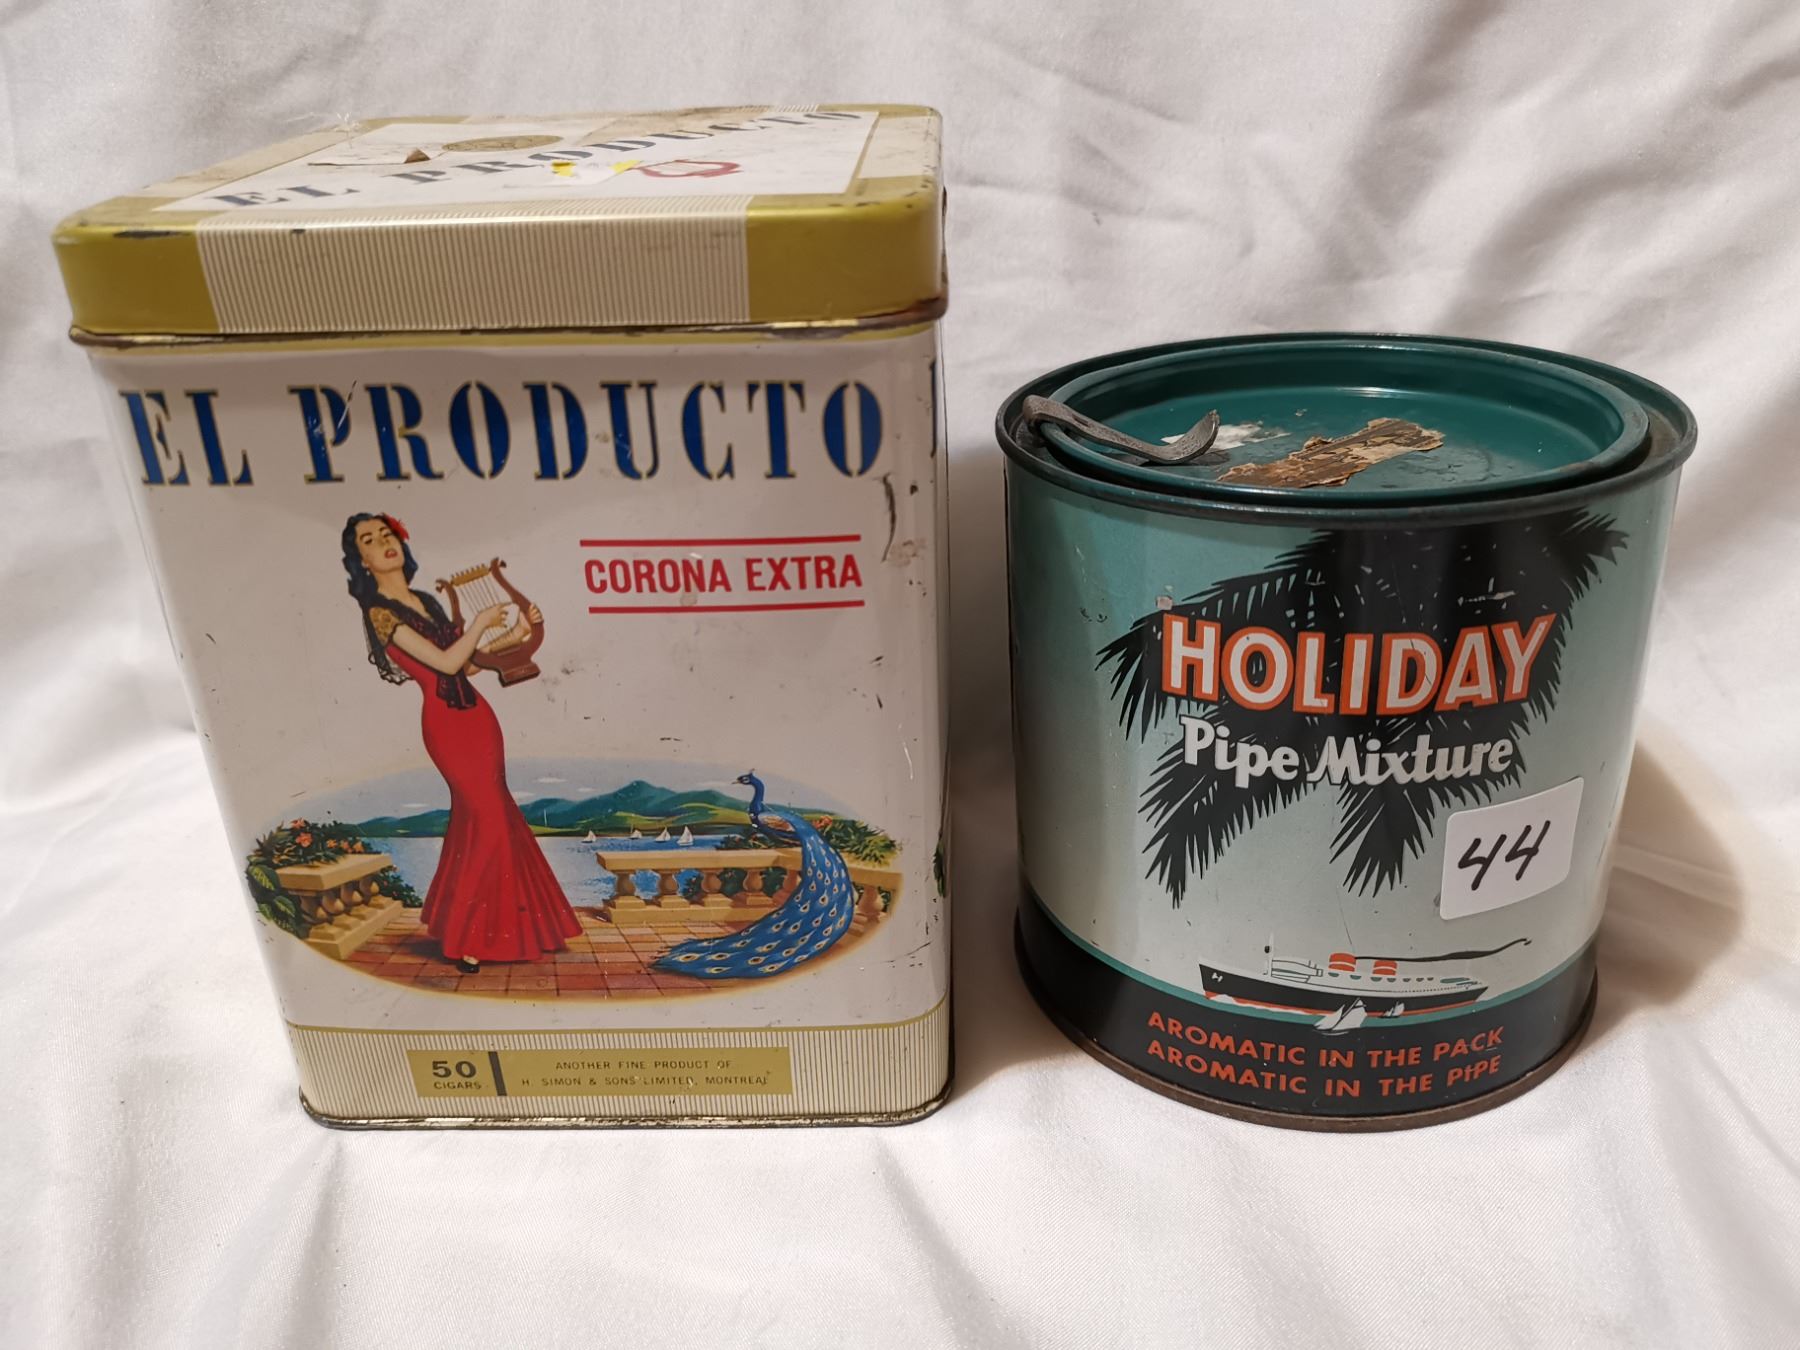 EL PRODUCTO
EL PRODUCTO
CORONA EXTRA
50
CIGARS
ANOTHER FINE PRODUCT OF
H. SIMON & SONS LIMITED, MONTREAL
HOLIDAY
Pipe Mixture
44
AROMATIC IN THE PACK
AROMATIC IN THE PIPE